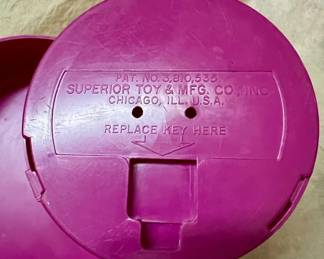 PAT. NO. 3,810,535
SUPERIOR TOY & MFG. CO., INC.
CHICAGO, ILL. U.S.A.
REPLACE KEY HERE